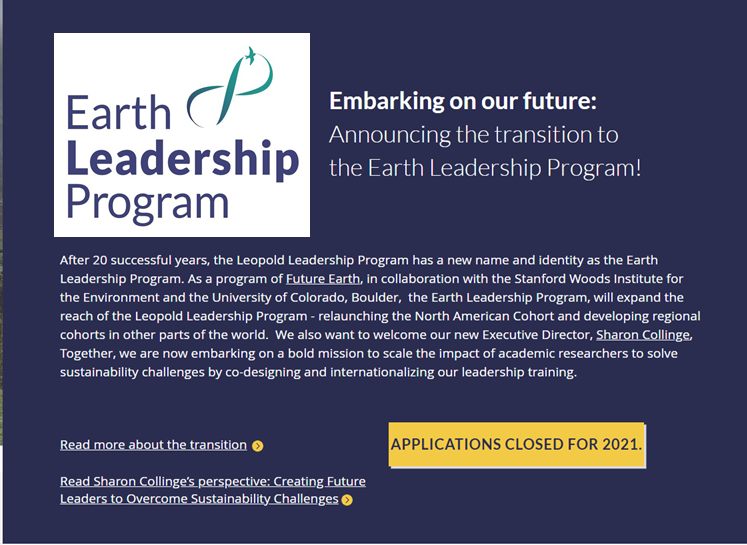 Earth
Leadership
Program
Embarking on our future:
Announcing the transition to
the Earth Leadership Program!
After 20 successful years, the Leopold Leadership Program has a new name and identity as the Earth
Leadership Program. As a program of Future Earth, in collaboration with the Stanford Woods Institute for
the Environment and the University of Colorado, Boulder,  the Earth Leadership Program, will expand the
reach of the Leopold Leadership Program - relaunching the North American Cohort and developing regional
cohorts in other parts of the world.  We also want to welcome our new Executive Director, Sharon Collinge,
Together, we are now embarking on a bold mission to scale the impact of academic researchers to solve
sustainability challenges by co-designing and internationalizing our leadership training.
Read more about the transition
APPLICATIONS CLOSED FOR 2021.
Read Sharon Collinge's perspective: Creating Future
Leaders to Overcome Sustainability Challenges